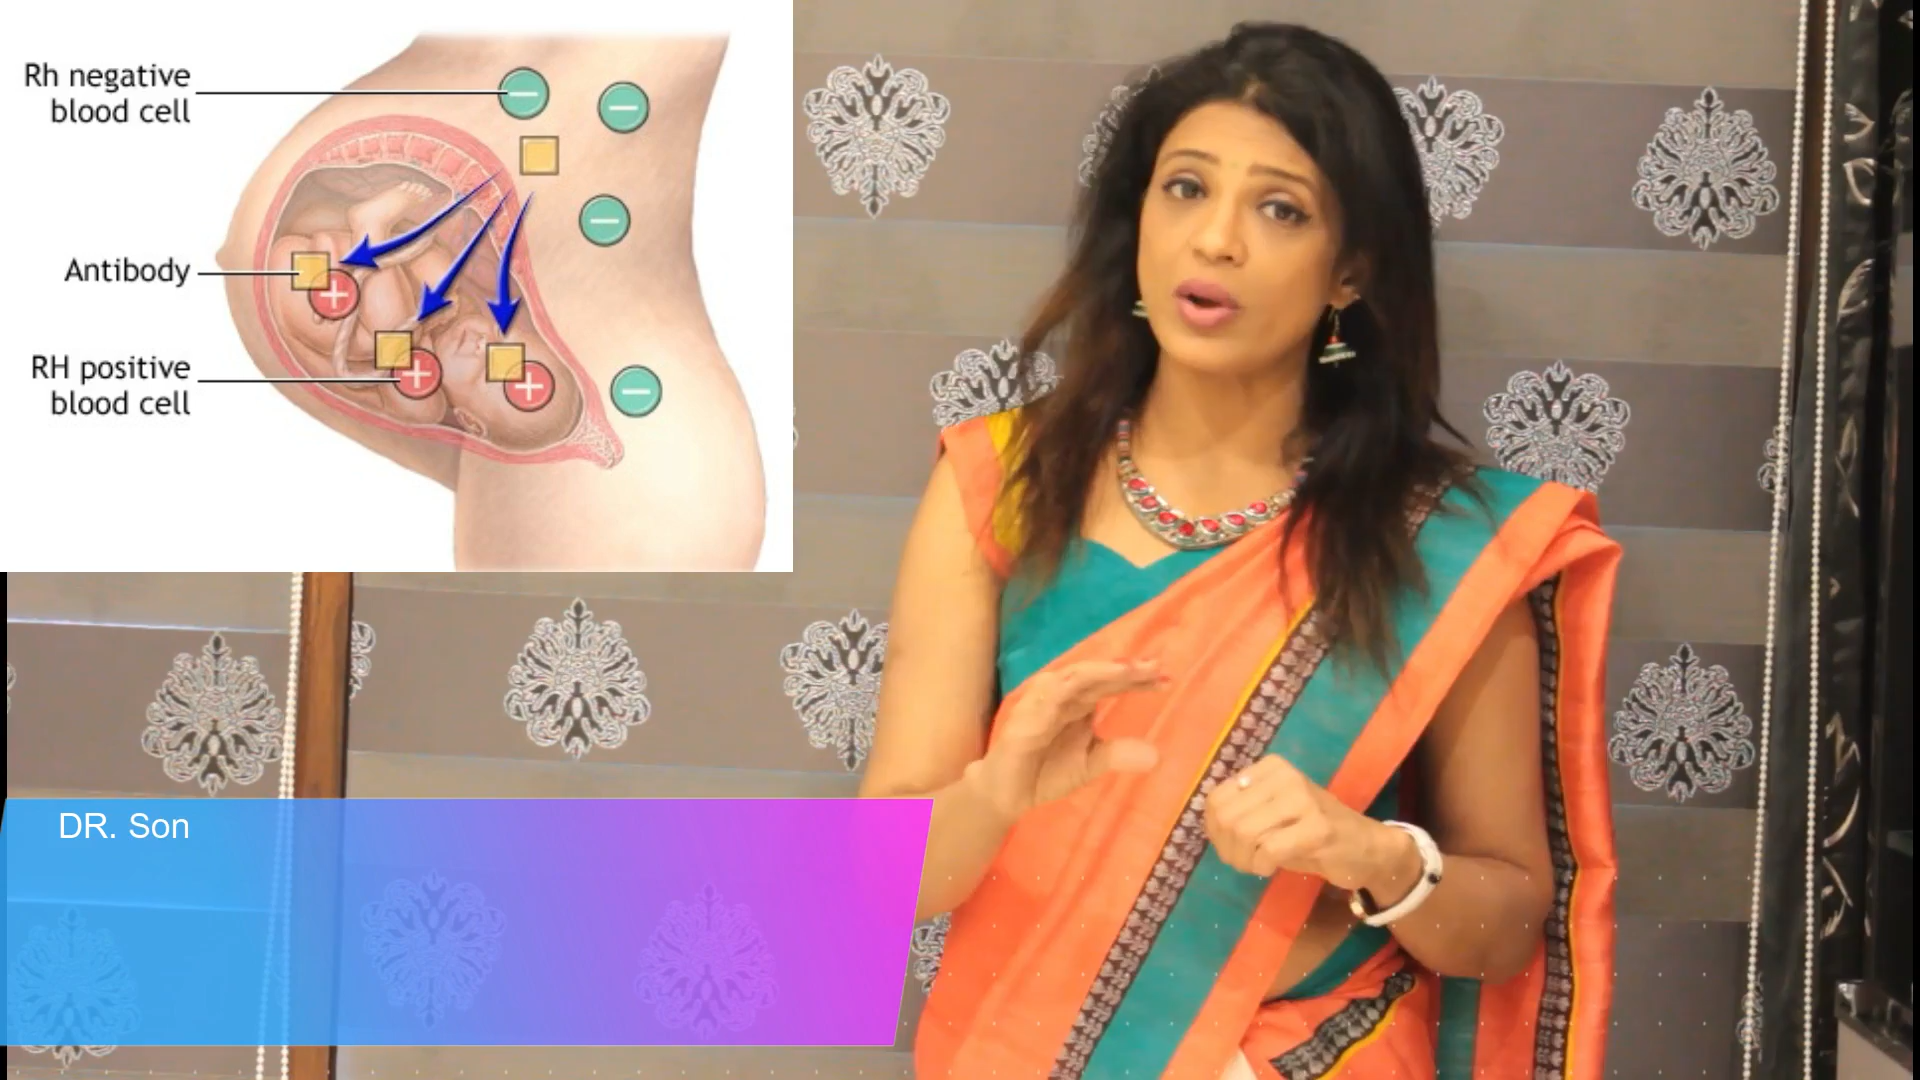 Rh negative
blood cell
Antibody
RH positive
blood cell
DR. Son